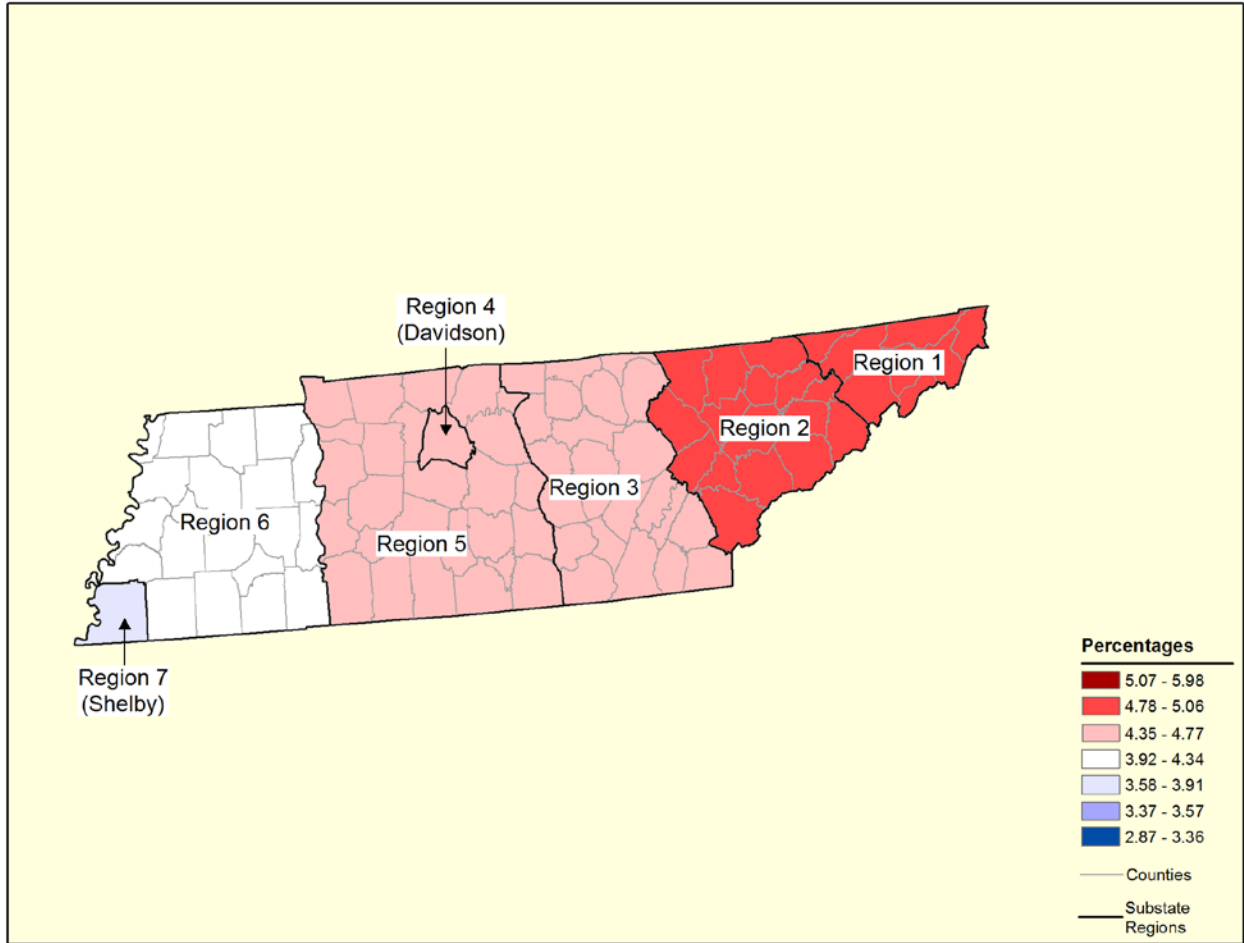 Region 4
(Davidson)
Region 1
Region 2
Region 3
Region 6
Region 5
Region 7
(Shelby)
Percentages
5.07 - 5.98
4.78 - 5.06
4.35 - 4.77
3.92 - 4.34
3.58 - 3.91
3.37 - 3.57
2.87 - 3.36
Counties
Substate
Regions